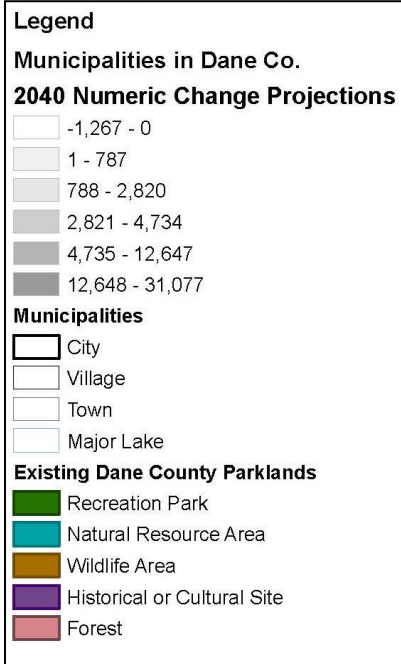 Legend
Municipalities in Dane Co.
2040 Numeric Change Projections
-1,267 - 0
1 - 787
788 - 2,820
2,821 - 4,734
4,735 - 12,647
12,648 - 31,077
Municipalities
City
Village
Town
Major Lake
Existing Dane County Parklands
Recreation Park
Natural Resource Area
Wildlife Area
Historical or Cultural Site
Forest